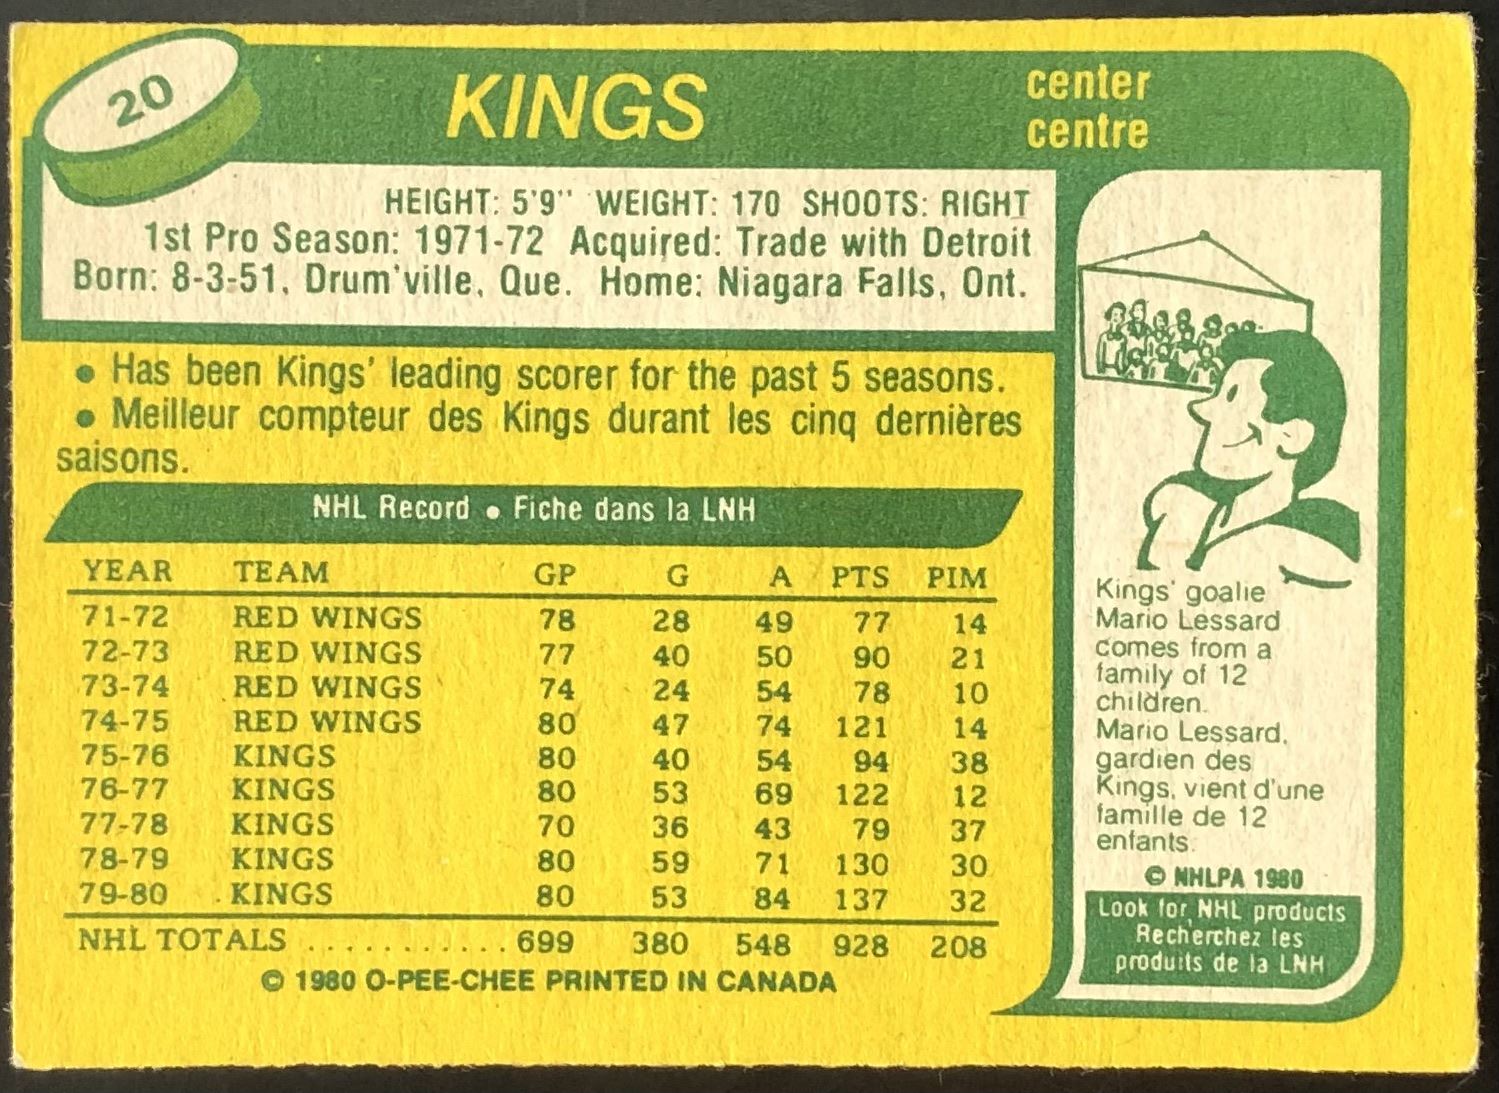 20
KINGS
center
centre
HEIGHT: 5'9" WEIGHT: 170 SHOOTS: RIGHT
1st Pro Season: 1971-72 Acquired: Trade with Detroit
Born: 8-3-51, Drum'ville, Que. Home: Niagara Falls, Ont.
• Has been Kings' leading scorer for the past 5 seasons.
• Meilleur compteur des Kings durant les cinq dernières
saisons.
NHL Record • Fiche dans la LNH
YEAR TEAM GP G A PTS PIM
71-72 RED WINGS 78 28 49 77 14
72-73 RED WINGS 77 40 50 90 21
73-74 RED WINGS 74 24 54 78 10
74-75 RED WINGS 80 47 74 121 14
75-76 KINGS 80 40 54 94 38
76-77 KINGS 80 53 69 122 12
77-78 KINGS 70 36 43 79 37
78-79 KINGS 80 59 71 130 30
79-80 KINGS 80 53 84 137 32
NHL TOTALS ........... 699 380 548 928 208
© 1980 O-PEE-CHEE PRINTED IN CANADA
Kings' goalie
Mario Lessard
comes from a
family of 12
children.
Mario Lessard,
gardien des
Kings, vient d'une
famille de 12
enfants.
© NHLPA 1980
Look for NHL products
Recherchez les
produits de la LNH